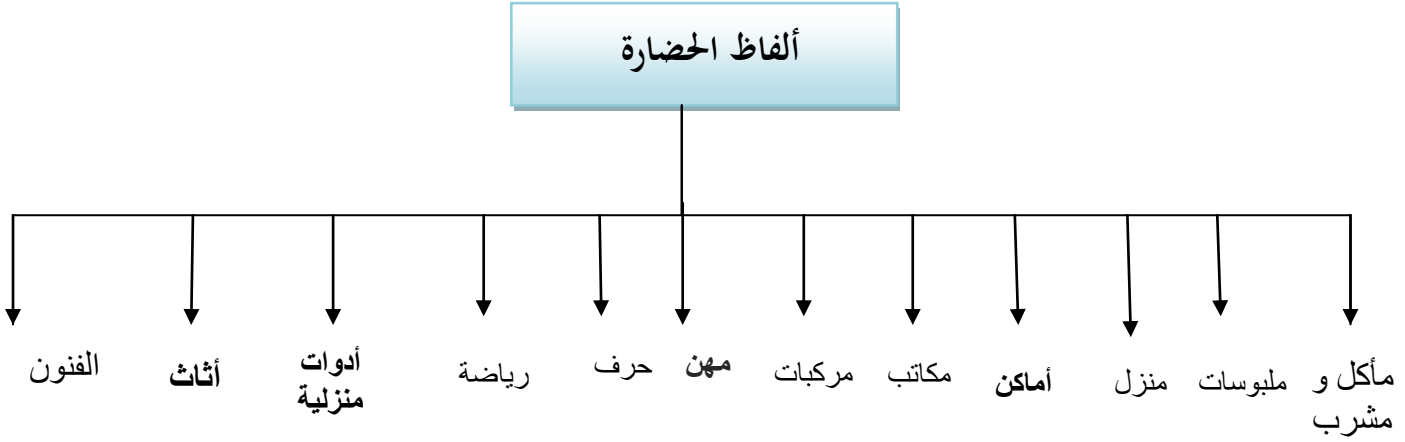 ألفاظ الحضارة
مأكل و
مشرب
ملبوسات
منزل
أماكن
مكاتب
مركبات
مهن
حرف
رياضة
أدوات
منزلية
أثاث
الفنون